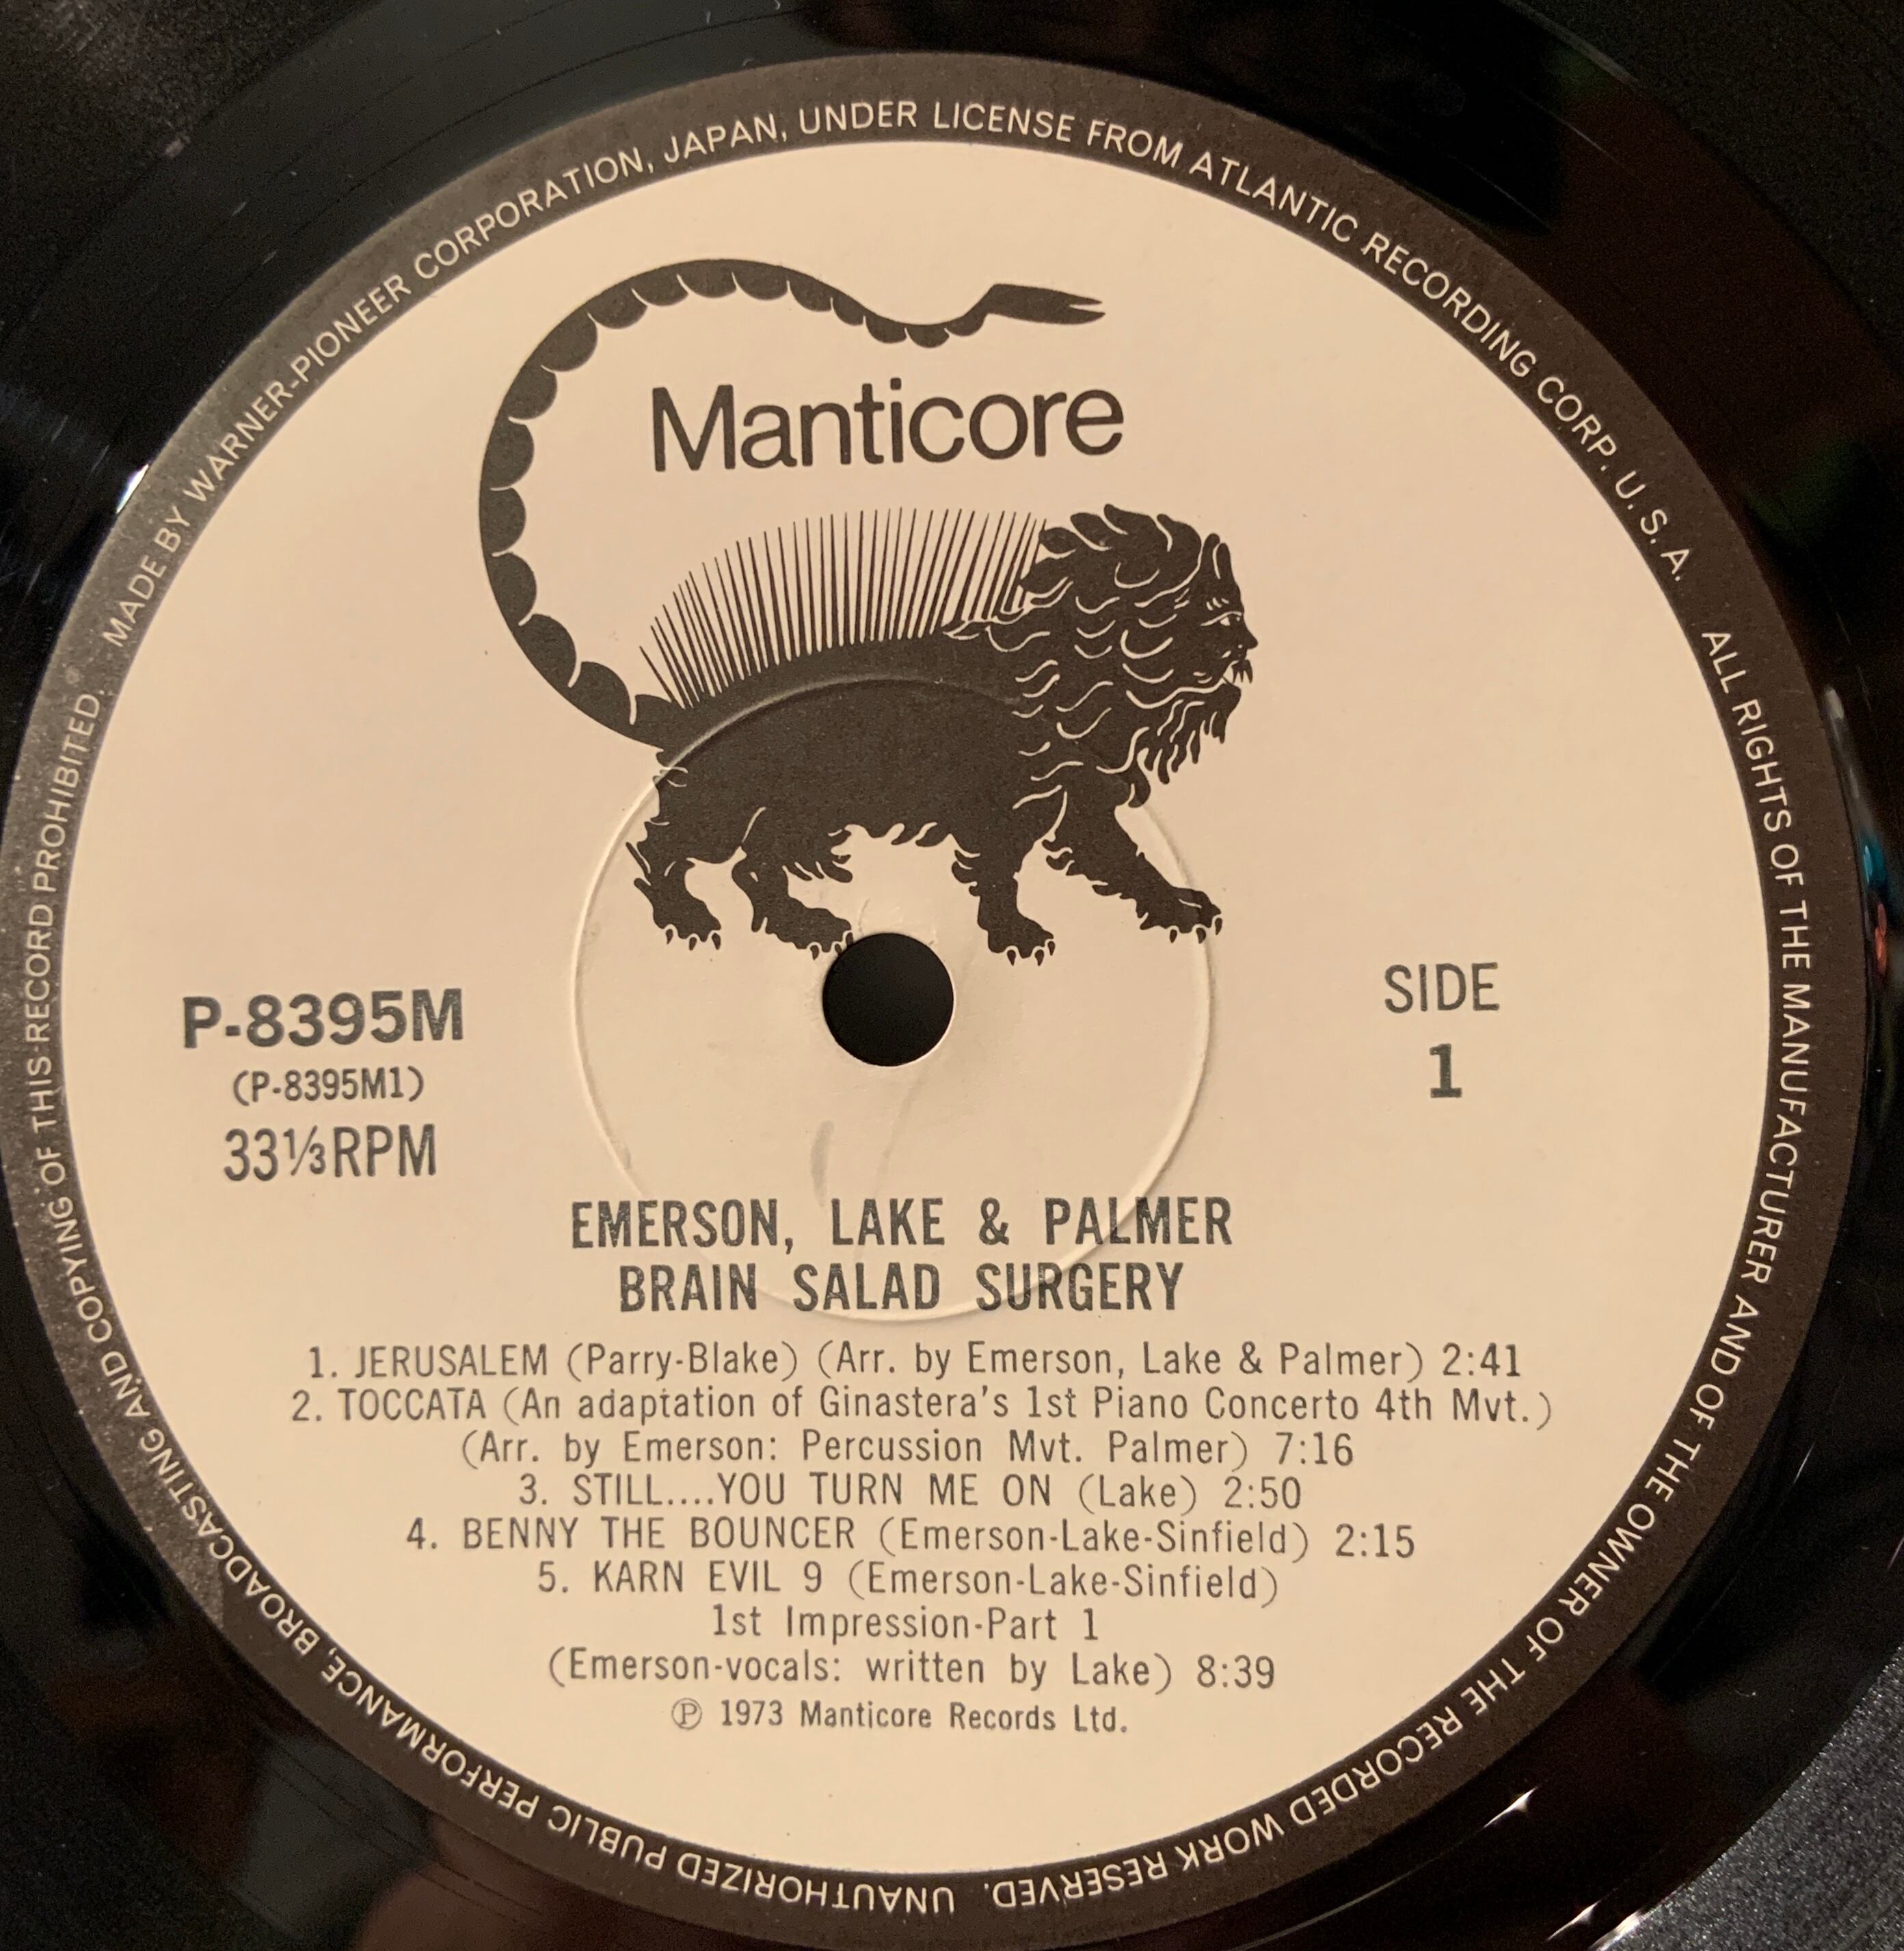 MADE BY WARNER-PIONEER CORPORATION, JAPAN, UNDER LICENSE FROM ATLANTIC RECORDING CORP. U. S. A. ALL RIGHTS OF THE MANUFACTURER AND OF THE OWNER OF THE RECORDED WORK RESERVED. UNAUTHORIZED PUBLIC PERFORMANCE, BROADCASTING AND COPYING OF THIS RECORD PROHIBITED.
Manticore
P-8395M
(P-8395M1)
33⅓RPM
SIDE
1
EMERSON, LAKE & PALMER
BRAIN SALAD SURGERY
1. JERUSALEM (Parry-Blake) (Arr. by Emerson, Lake & Palmer) 2:41
2. TOCCATA (An adaptation of Ginastera's 1st Piano Concerto 4th Mvt.)
(Arr. by Emerson: Percussion Mvt. Palmer) 7:16
3. STILL....YOU TURN ME ON (Lake) 2:50
4. BENNY THE BOUNCER (Emerson-Lake-Sinfield) 2:15
5. KARN EVIL 9 (Emerson-Lake-Sinfield)
1st Impression-Part 1
(Emerson-vocals: written by Lake) 8:39
Ⓟ 1973 Manticore Records Ltd.